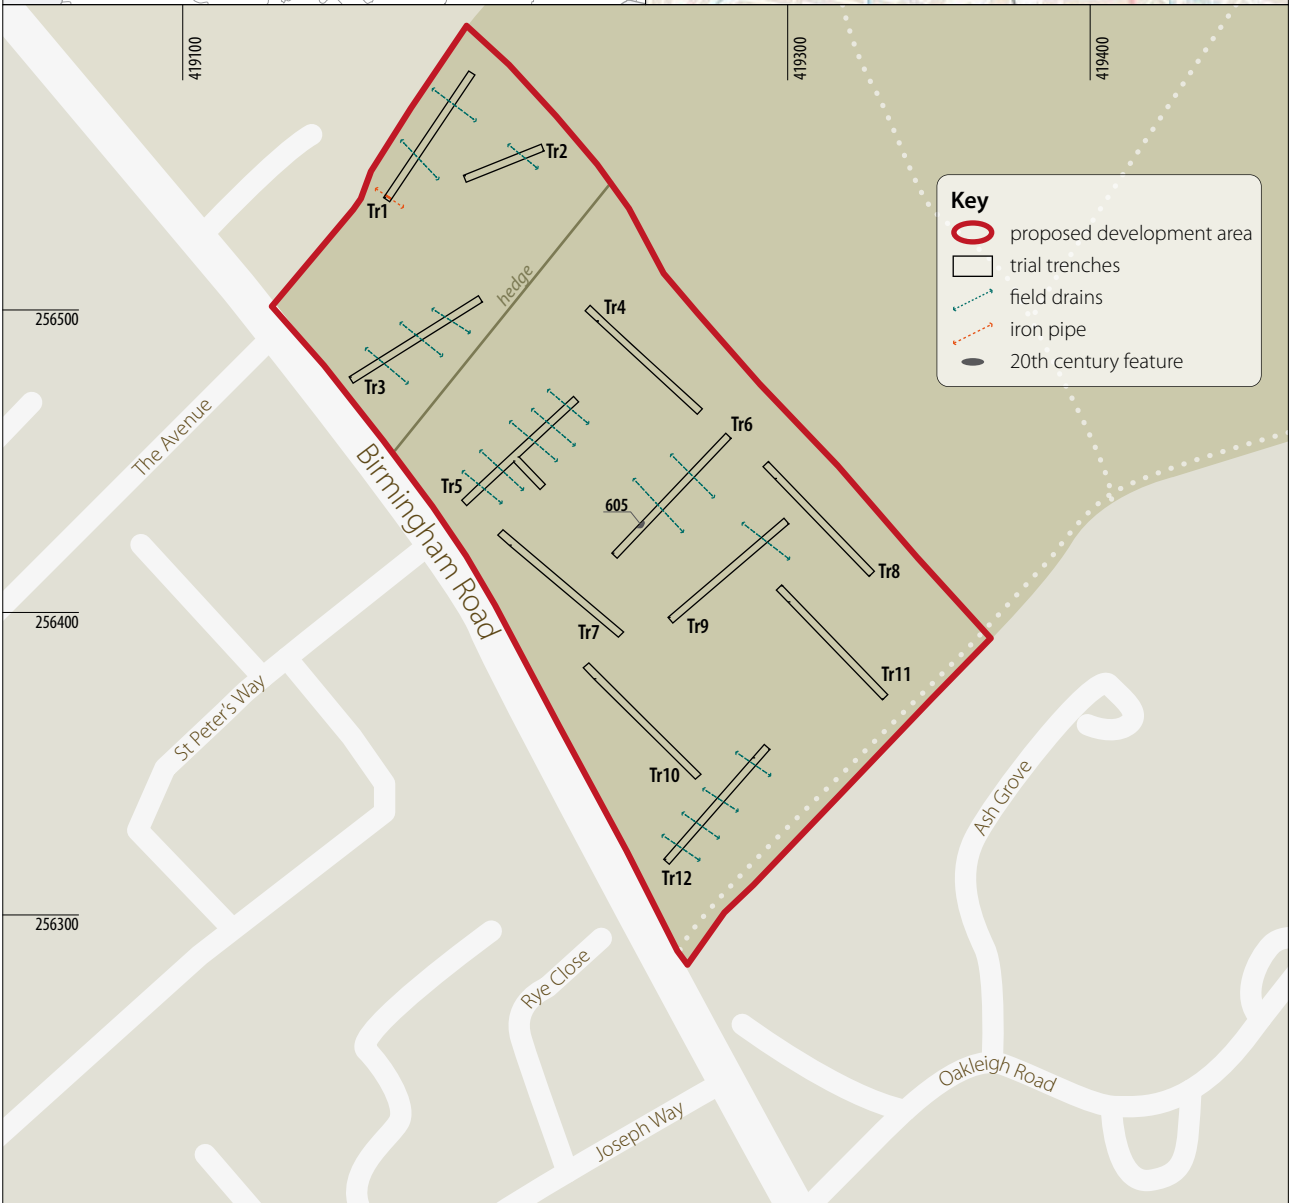 419100
419300
419400
Tr2
Tr1
Key
proposed development area
trial trenches
field drains
iron pipe
20th century feature
hedge
256500
Tr4
Tr3
The Avenue
Birmingham Road
Tr6
Tr5
605
Tr8
256400
Tr7
Tr9
Tr11
St Peter's Way
Tr10
Ash Grove
Tr12
256300
Rye Close
Oakleigh Road
Joseph Way